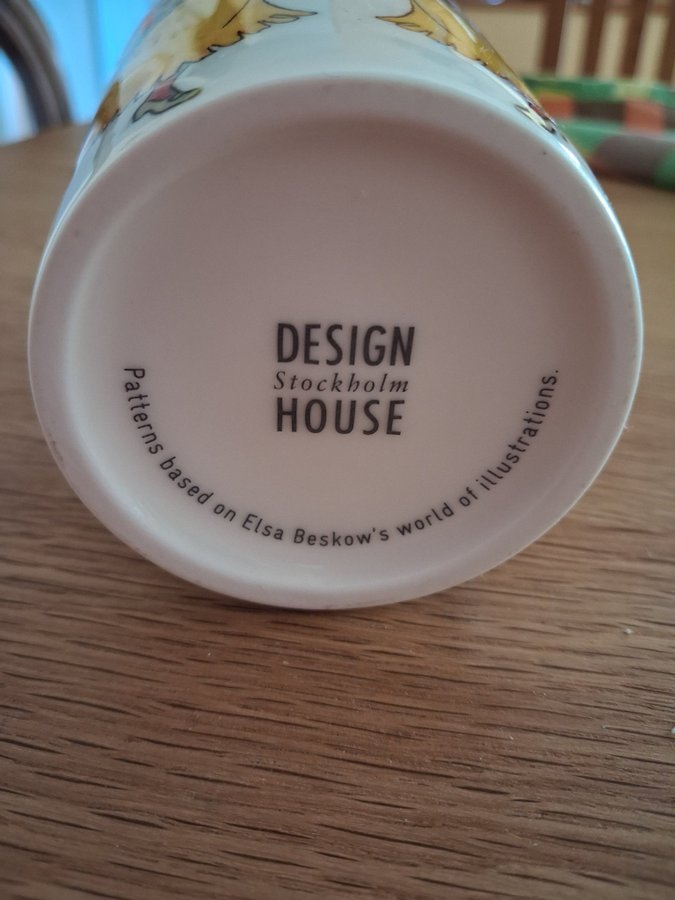 DESIGN
Stockholm
HOUSE
Patterns based on Elsa Beskow's world of illustrations.